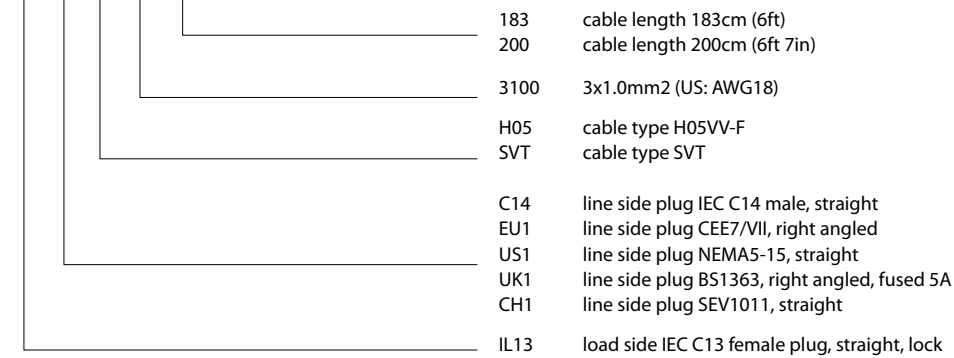 183 cable length 183cm (6ft)
200 cable length 200cm (6ft 7in)
3100 3x1.0mm2 (US: AWG18)
H05 cable type H05VV-F
SVT cable type SVT
C14 line side plug IEC C14 male, straight
EU1 line side plug CEE7/VII, right angled
US1 line side plug NEMA5-15, straight
UK1 line side plug BS1363, right angled, fused 5A
CH1 line side plug SEV1011, straight
IL13 load side IEC C13 female plug, straight, lock